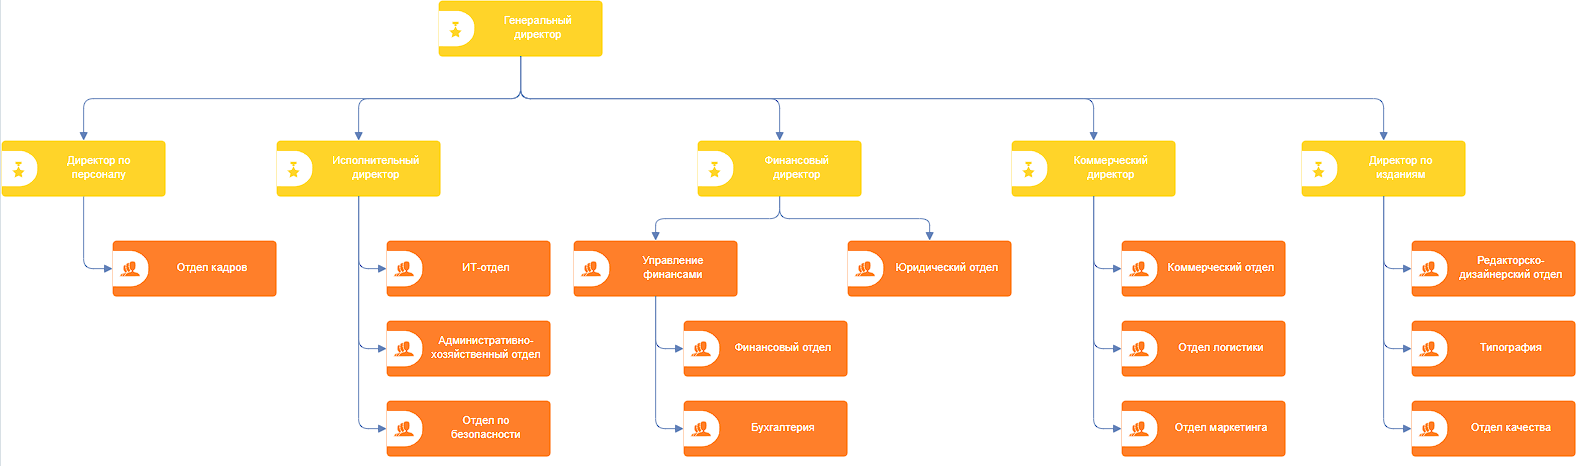 Генеральный
директор
Директор по
персоналу
Исполнительный
директор
Финансовый
директор
Коммерческий
директор
Директор по
изданиям
Отдел кадров
ИТ-отдел
Управление
финансами
Юридический отдел
Коммерческий отдел
Редакторско-
дизайнерский отдел
Административно-
хозяйственный отдел
Финансовый отдел
Отдел логистики
Типография
Отдел по
безопасности
Бухгалтерия
Отдел маркетинга
Отдел качества